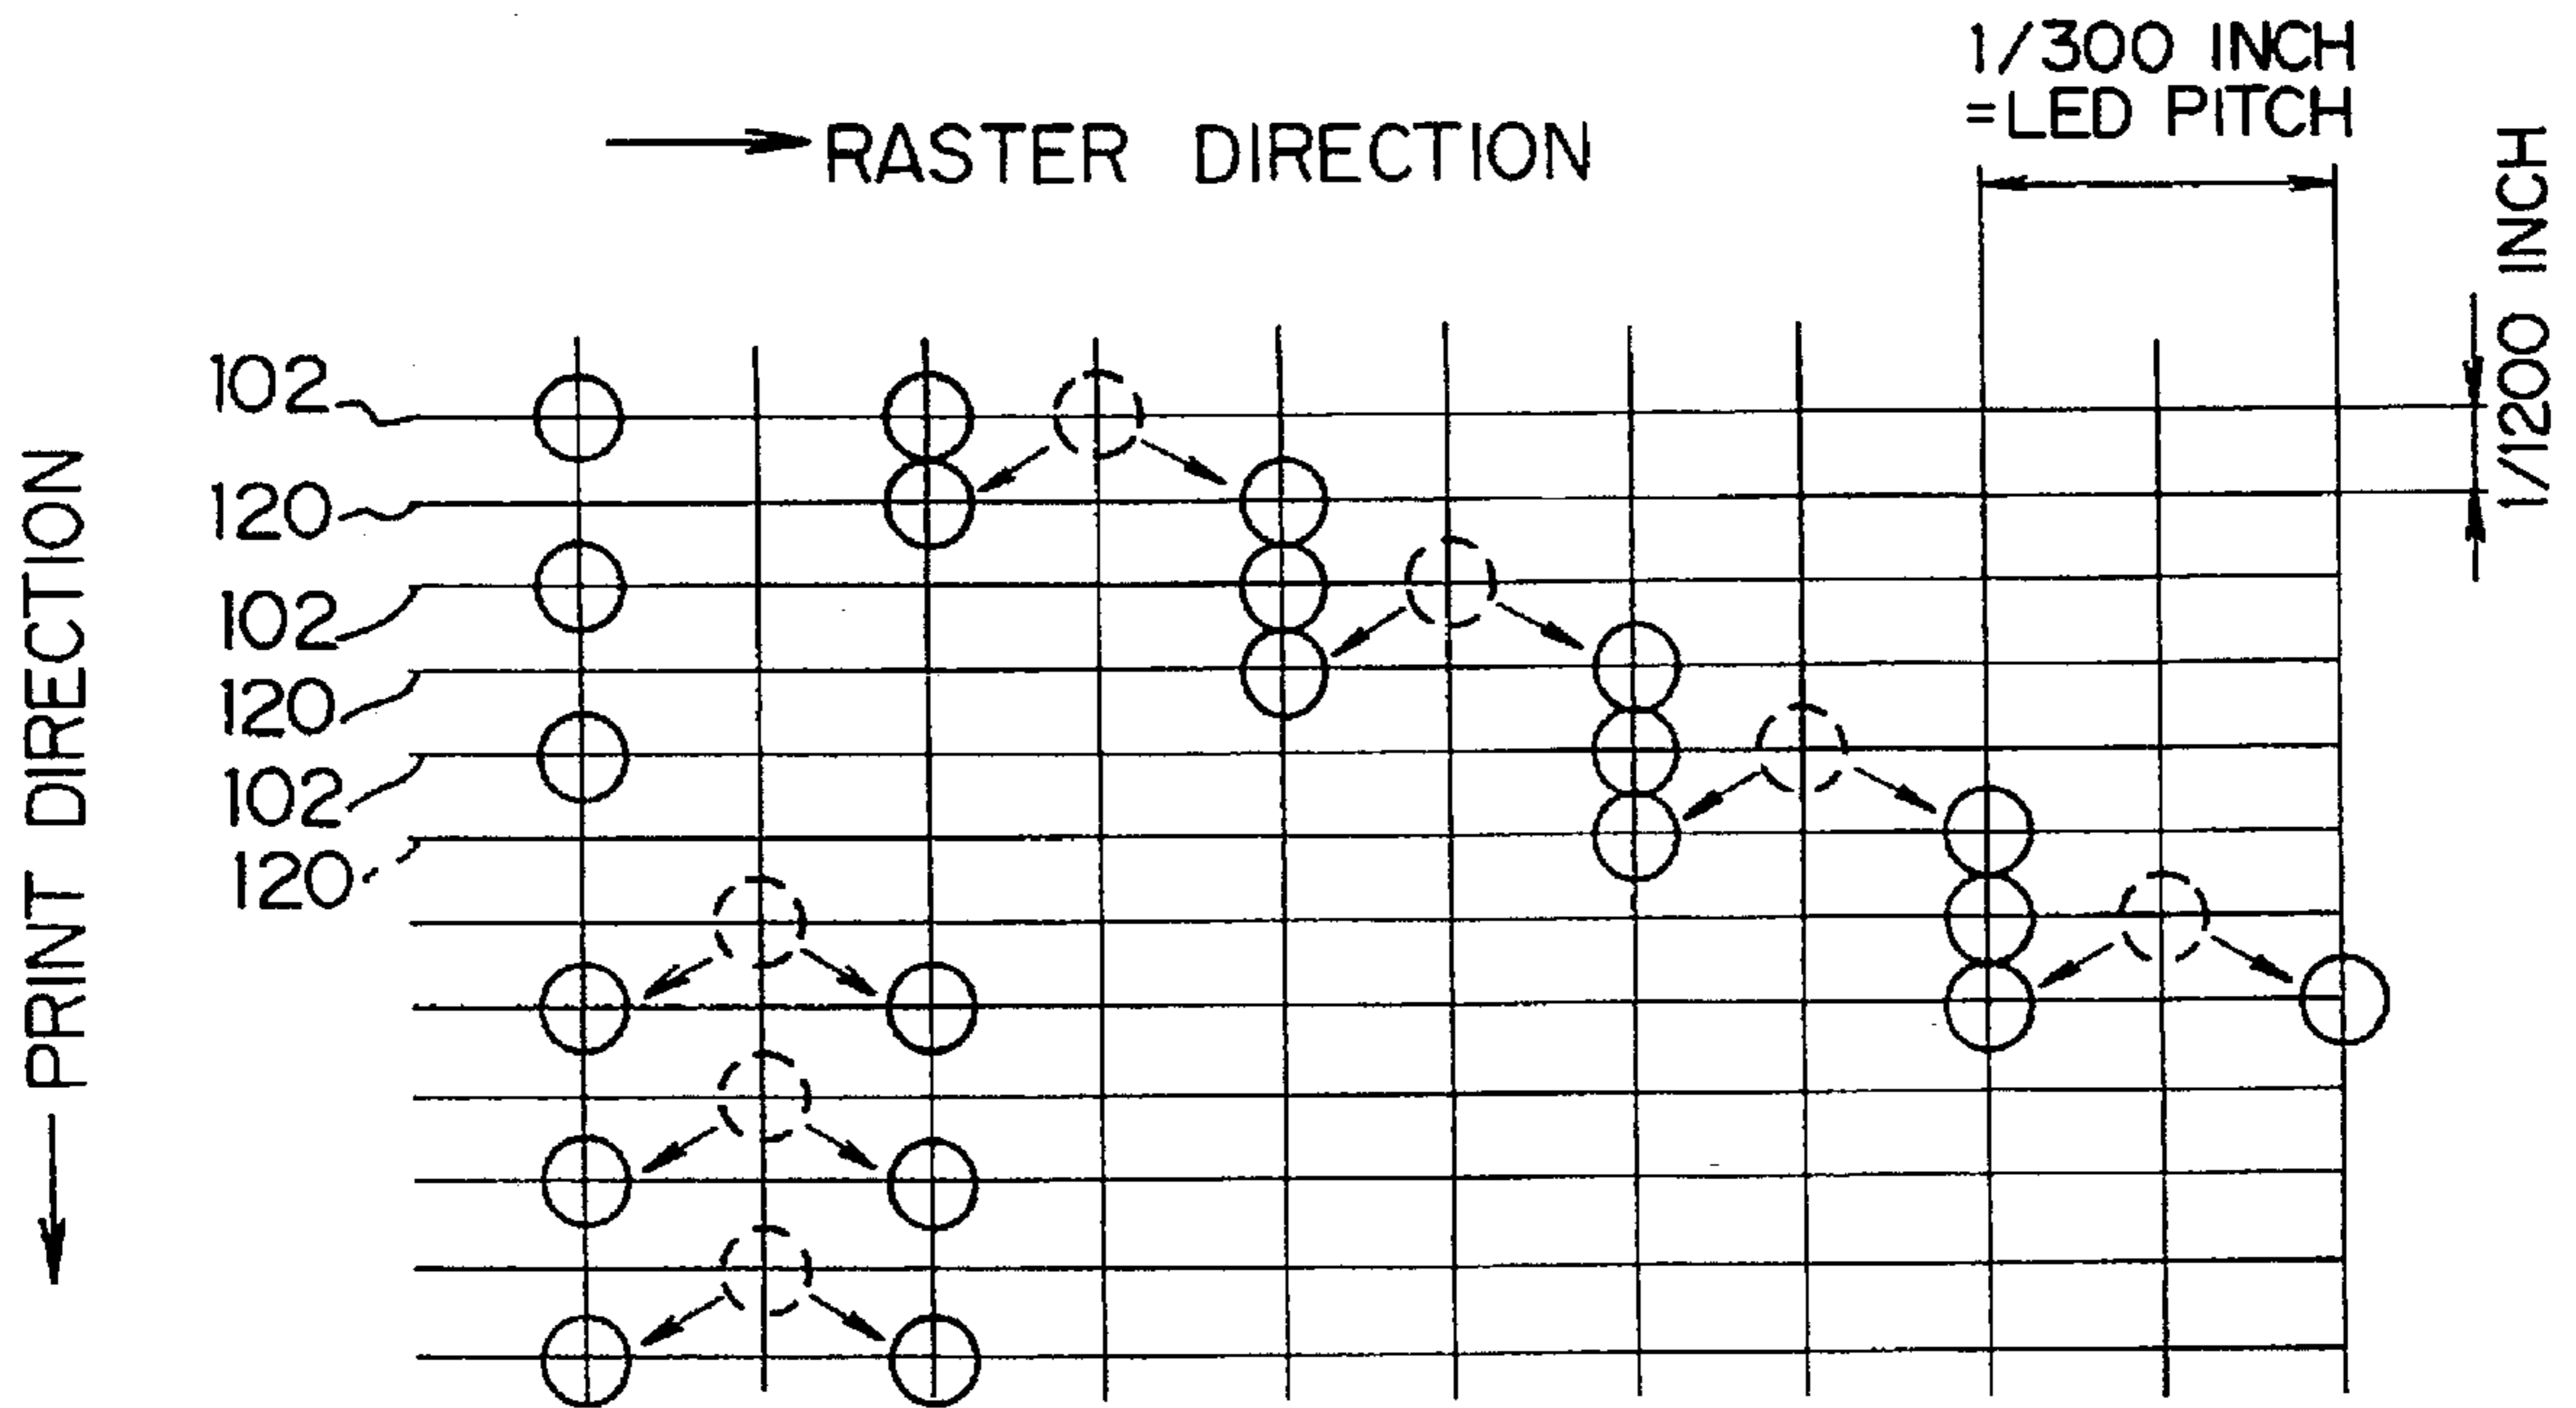 1/300 INCH
=LED PITCH
RASTER DIRECTION
1/1200 INCH
102
120
102
120
102
120
PRINT DIRECTION